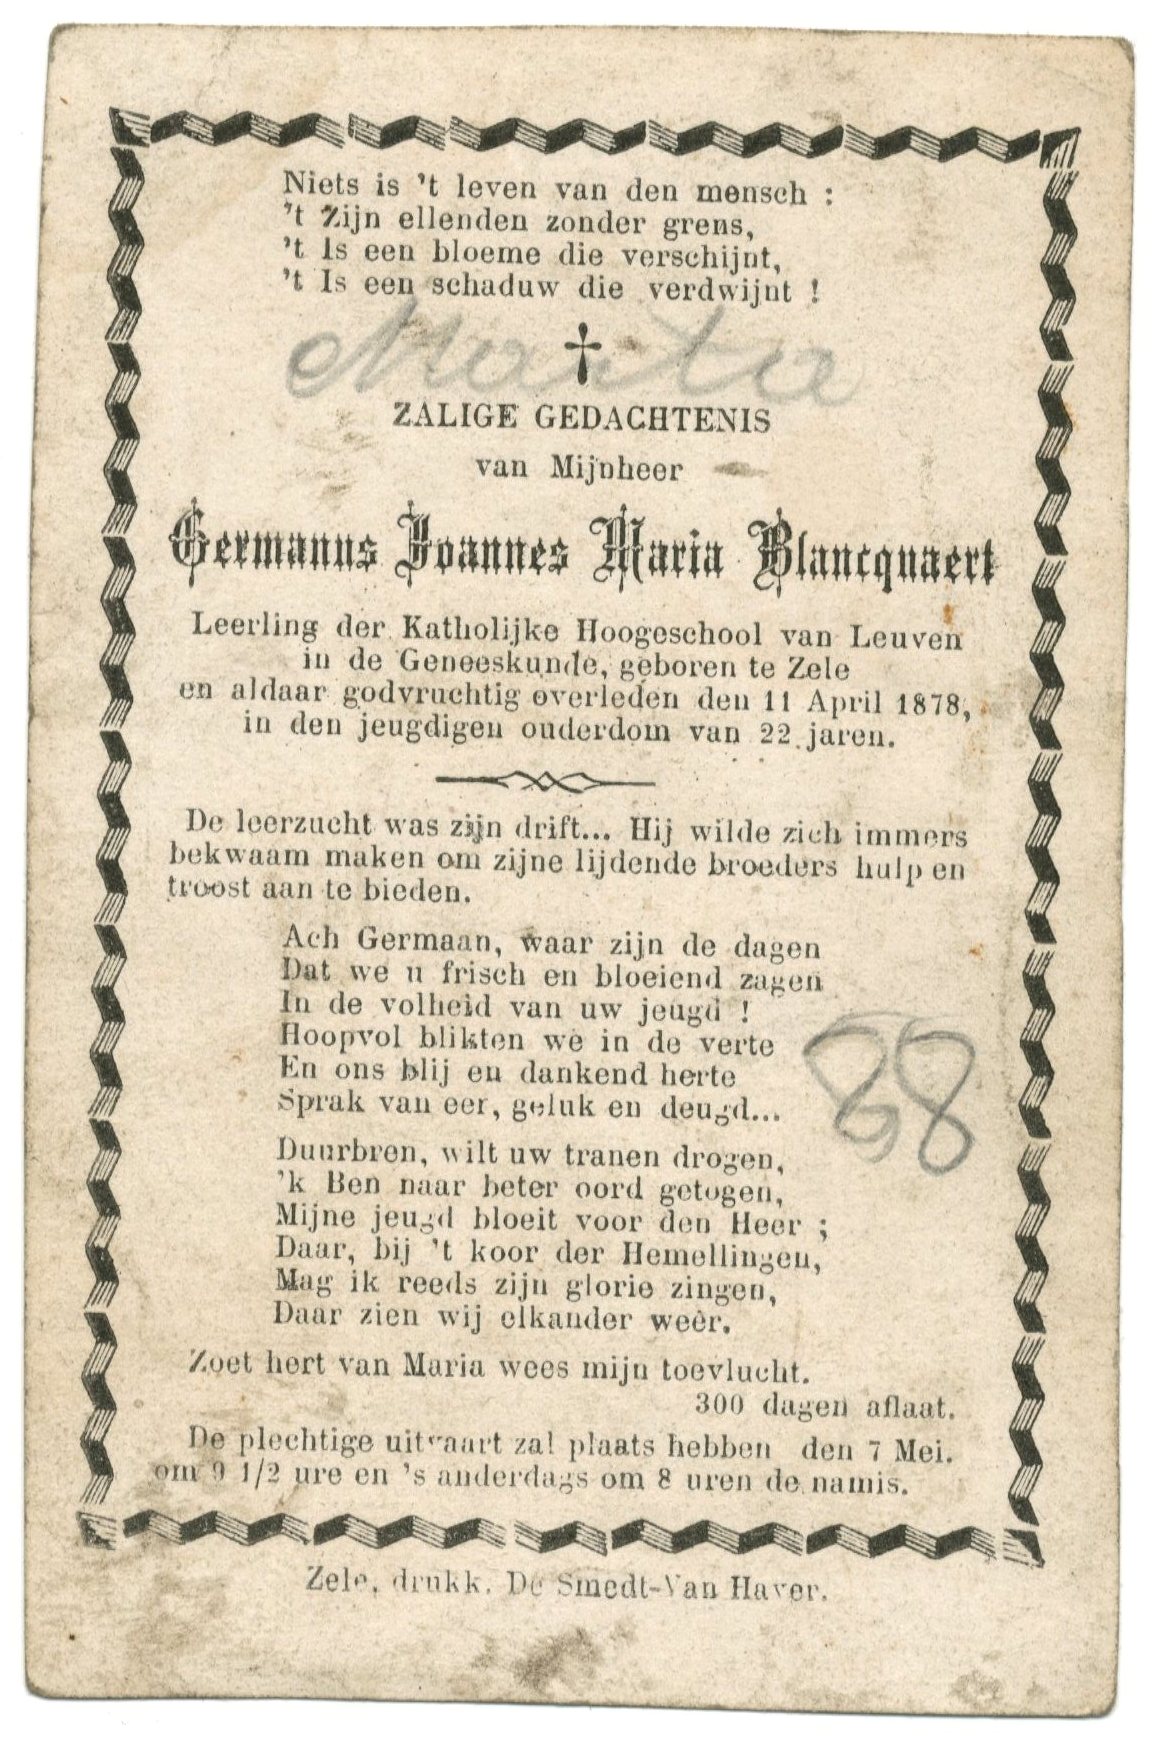 Niets is 't leven van den mensch :
't Zijn ellenden zonder grens,
't Is een bloeme die verschijnt,
't Is een schaduw die verdwijnt !
Marta
ZALIGE GEDACHTENIS
van Mijnheer
Germanus Joannes Maria Blancquaert
Leerling der Katholijke Hoogeschool van Leuven
in de Geneeskunde, geboren te Zele
en aldaar godvruchtig overleden den 11 April 1878,
in den jeugdigen ouderdom van 22 jaren.
De leerzucht was zijn drift... Hij wilde zich immers
bekwaam maken om zijne lijdende broeders hulp en
troost aan te bieden.
Ach Germaan, waar zijn de dagen
Dat we u frisch en bloeiend zagen
In de volheid van uw jeugd !
Hoopvol blikten we in de verte
En ons blij en dankend herte
Sprak van eer, geluk en deugd...
88
Duurbren, wilt uw tranen drogen,
'k Ben naar beter oord getogen,
Mijne jeugd bloeit voor den Heer ;
Daar, bij 't koor der Hemellingen,
Mag ik reeds zijn glorie zingen,
Daar zien wij elkander weêr.
Zoet hert van Maria wees mijn toevlucht.
300 dagen aflaat.
De plechtige uitvaart zal plaats hebben den 7 Mei.
om 9 1/2 ure en 's anderdags om 8 uren de namis.
Zele, drukk. De Smedt-Van Haver.